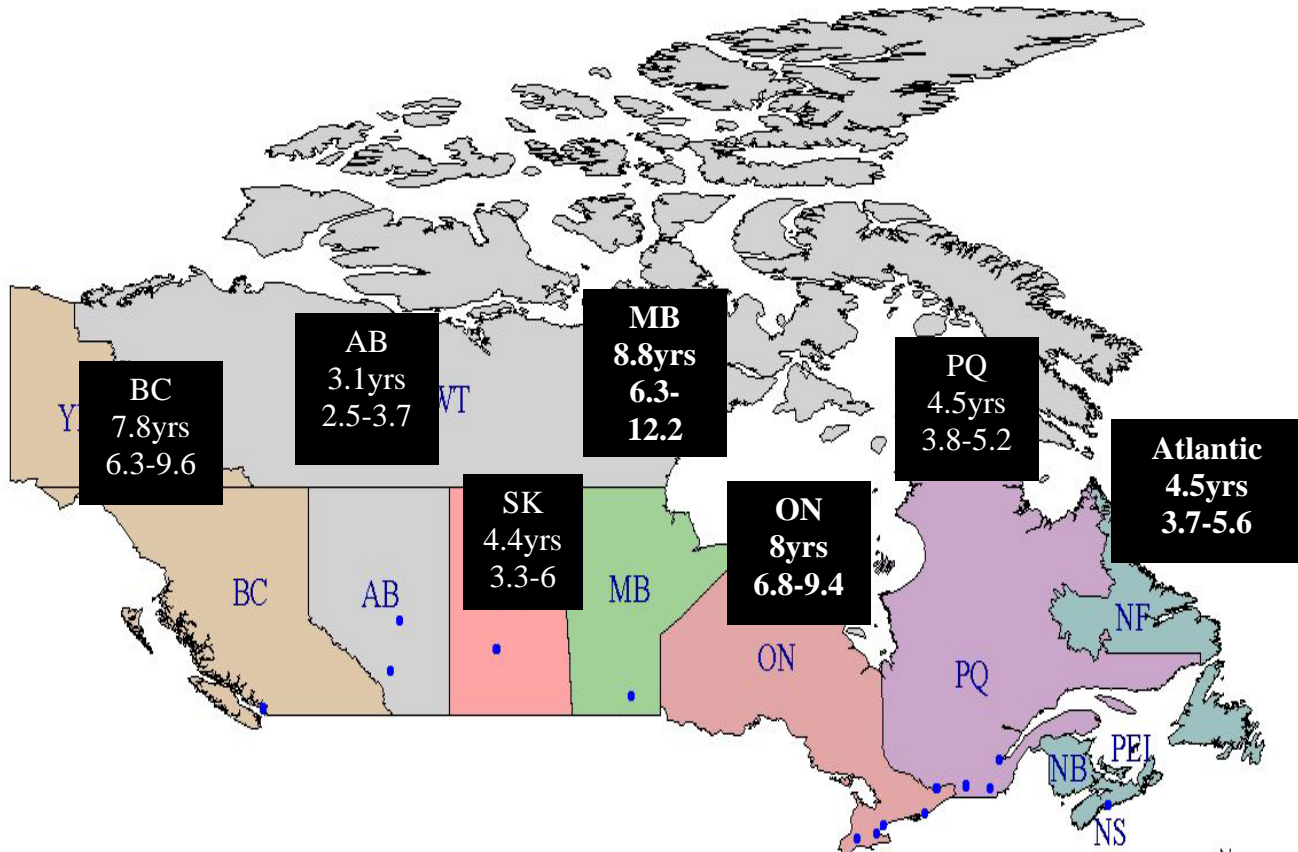 MB
8.8yrs
6.3-
12.2
AB
3.1yrs
2.5-3.7
PQ
4.5yrs
3.8-5.2
BC
7.8yrs
6.3-9.6
Y
VT
Atlantic
4.5yrs
3.7-5.6
SK
4.4yrs
3.3-6
ON
8yrs
6.8-9.4
BC
AB
MB
NF
ON
PQ
PEI
NB
NS